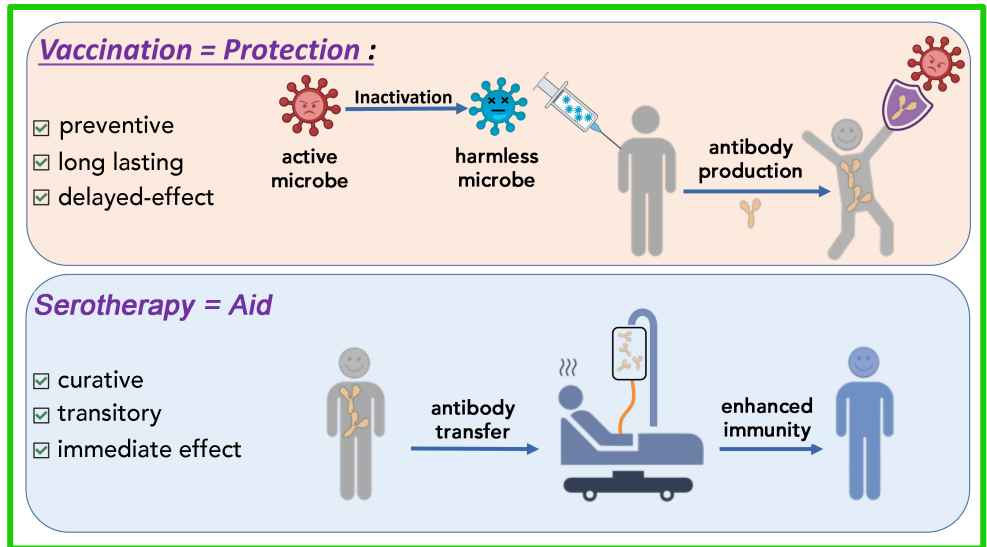 Vaccination = Protection :
preventive
long lasting
delayed-effect
active
microbe
Inactivation
harmless
microbe
antibody
production
Serotherapy = Aid
curative
transitory
immediate effect
antibody
transfer
enhanced
immunity